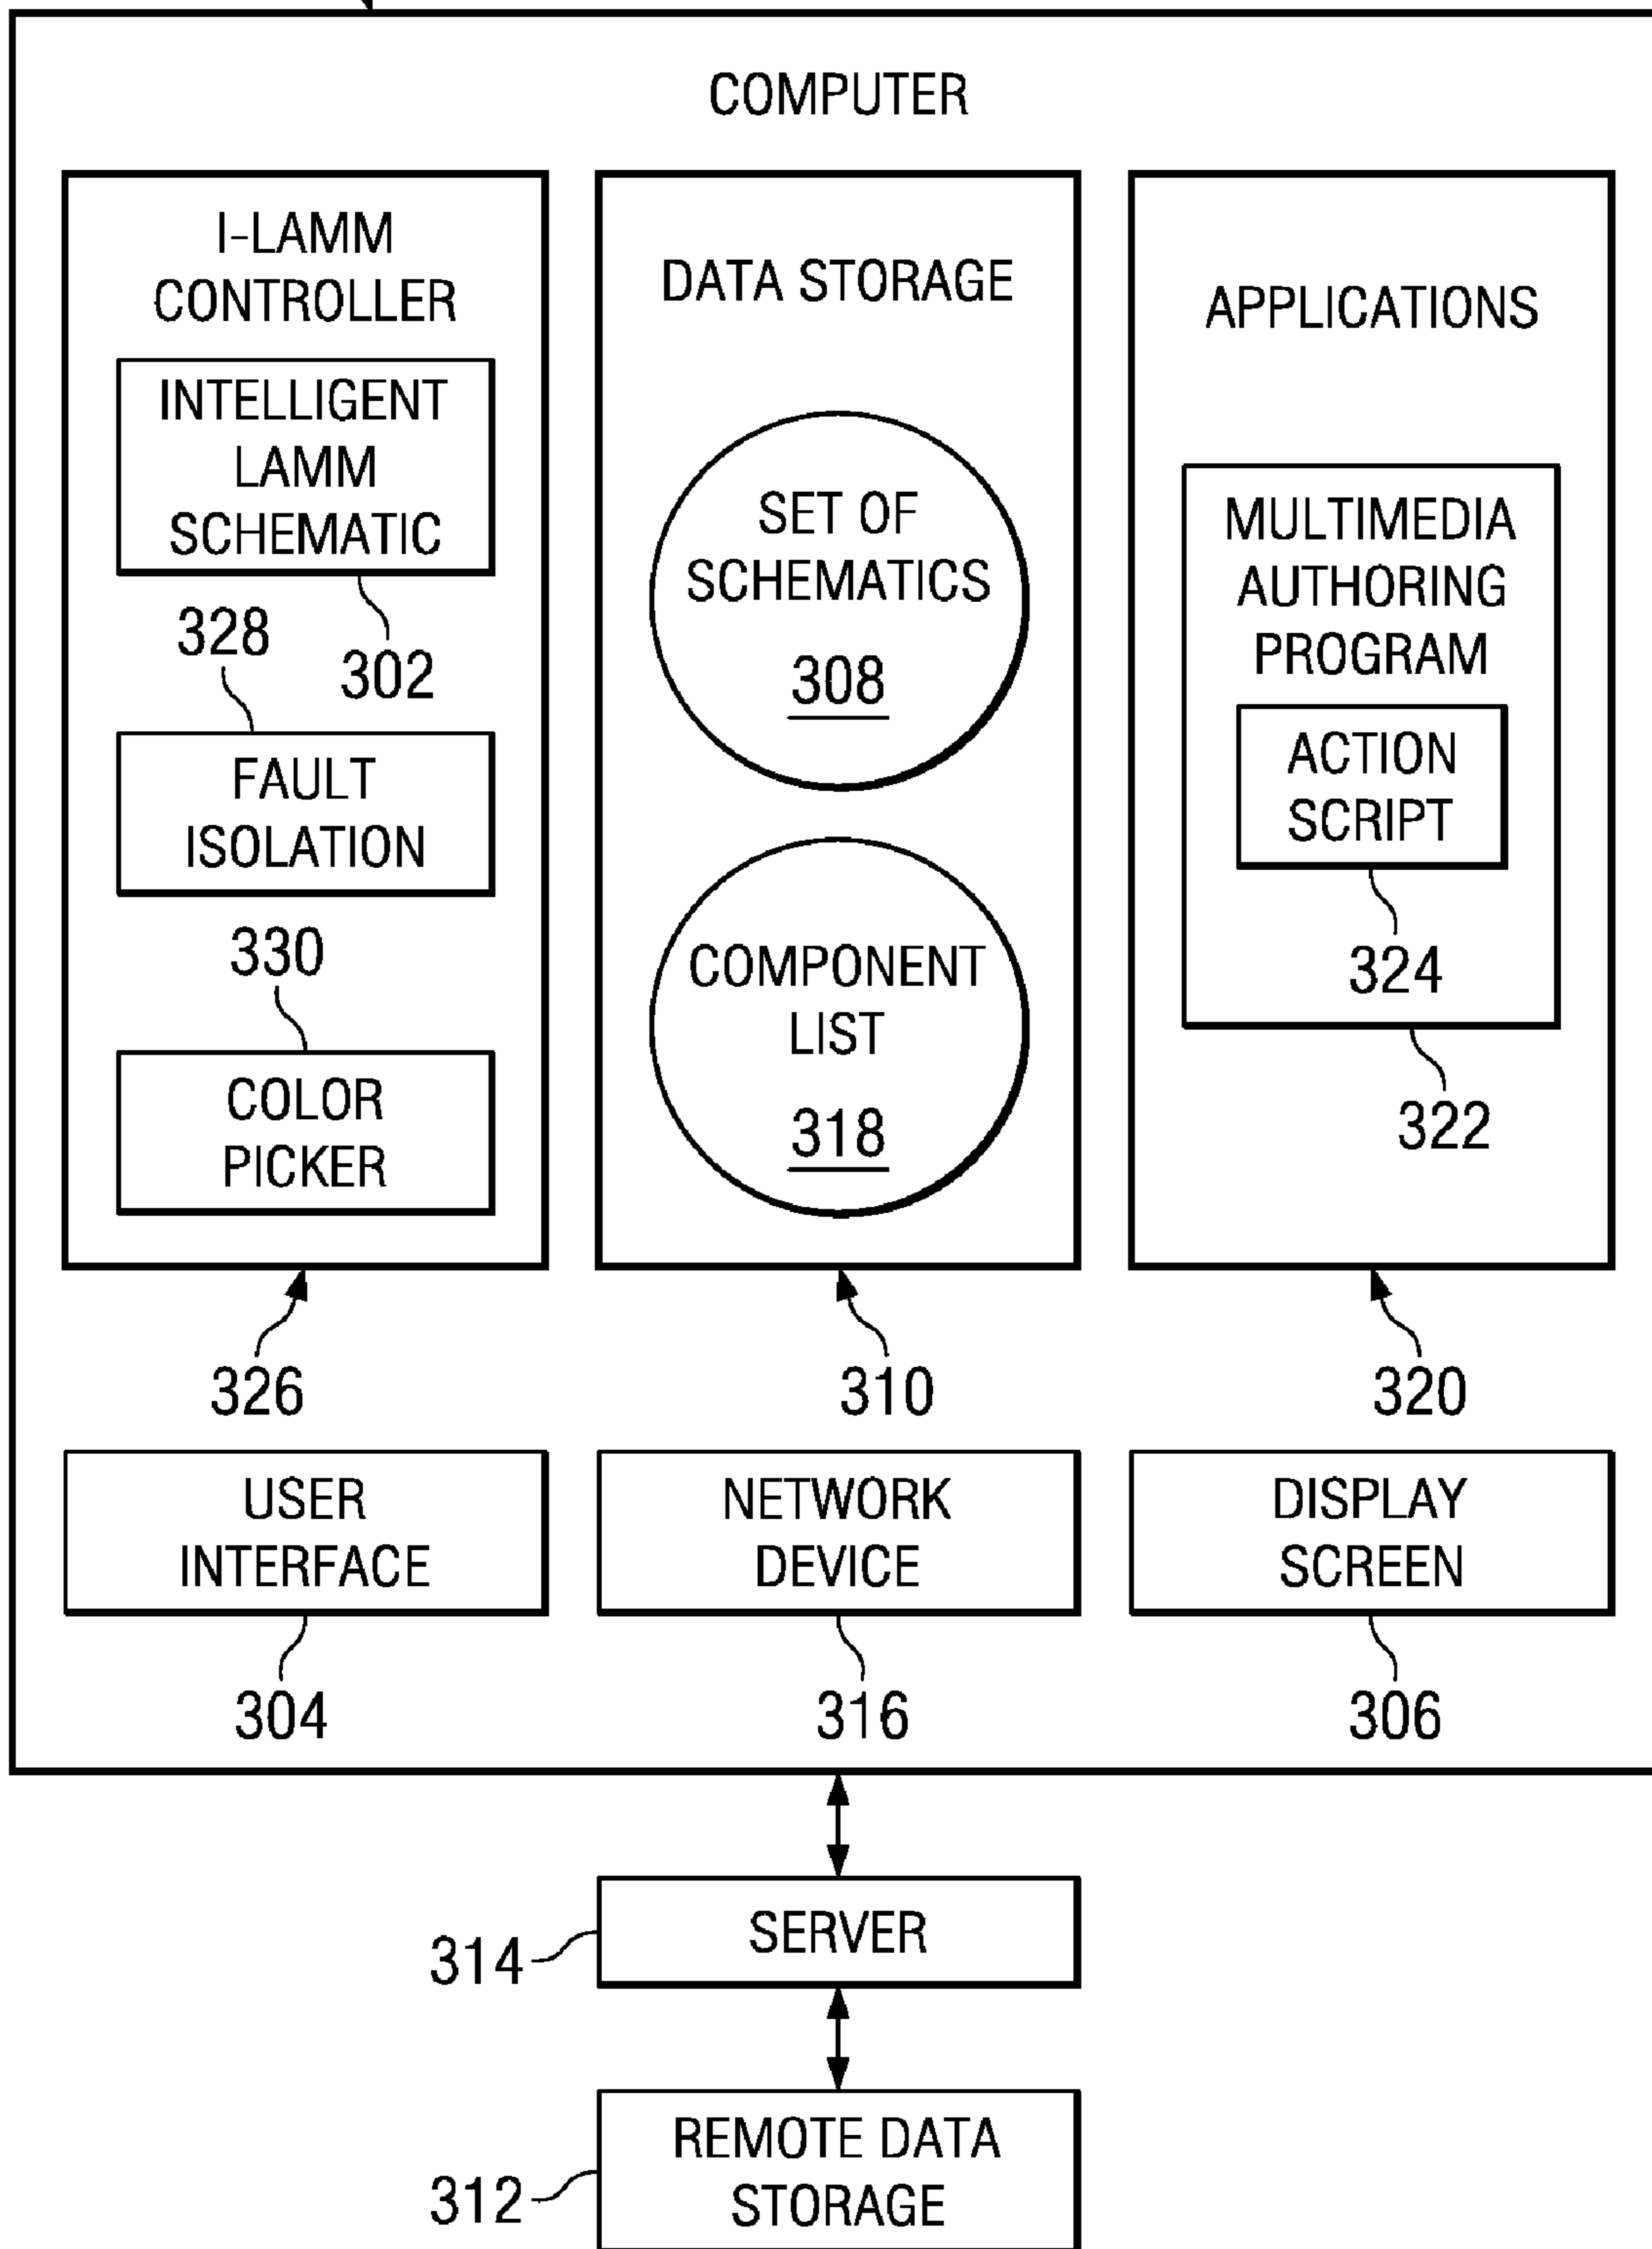 COMPUTER
I-LAMM
CONTROLLER
INTELLIGENT
LAMM
SCHEMATIC
302
328
FAULT
ISOLATION
330
COLOR
PICKER
326
DATA STORAGE
SET OF
SCHEMATICS
308
COMPONENT
LIST
318
310
APPLICATIONS
MULTIMEDIA
AUTHORING
PROGRAM
ACTION
SCRIPT
324
322
320
USER
INTERFACE
304
NETWORK
DEVICE
316
DISPLAY
SCREEN
306
SERVER
314
REMOTE DATA
STORAGE
312